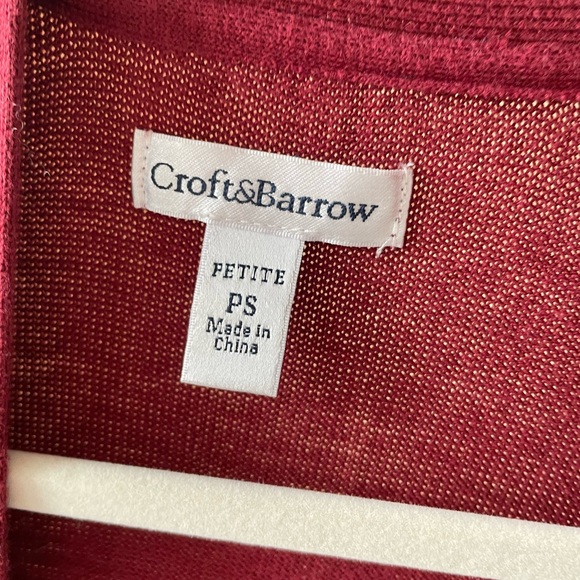 Croft&Barrow
PETITE
PS
Made in
China